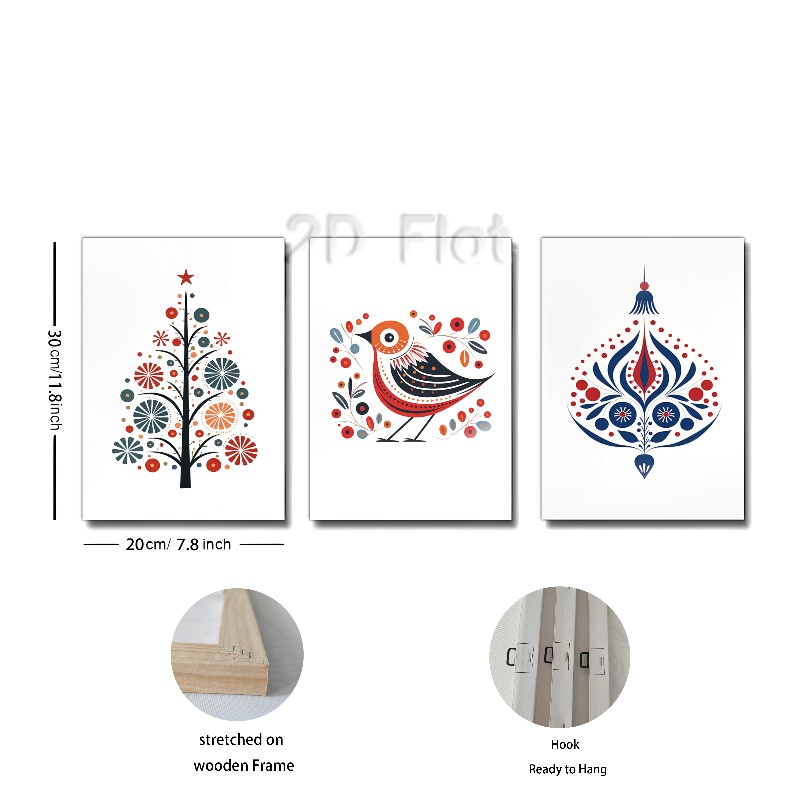 2D Flat
30cm/11.8inch
20cm/ 7.8 inch
stretched on
wooden Frame
Hook
Ready to Hang